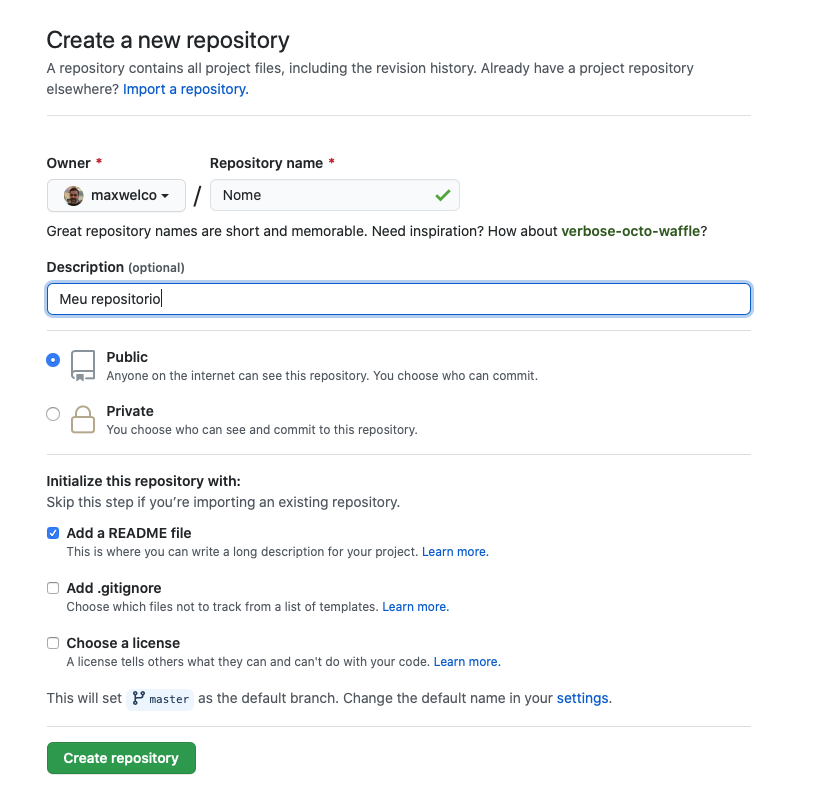 Create a new repository
A repository contains all project files, including the revision history. Already have a project repository
elsewhere? Import a repository.
Owner * Repository name *
maxwelco / Nome
Great repository names are short and memorable. Need inspiration? How about verbose-octo-waffle?
Description (optional)
Meu repositorio
Public
Anyone on the internet can see this repository. You choose who can commit.
Private
You choose who can see and commit to this repository.
Initialize this repository with:
Skip this step if you’re importing an existing repository.
Add a README file
This is where you can write a long description for your project. Learn more.
Add .gitignore
Choose which files not to track from a list of templates. Learn more.
Choose a license
A license tells others what they can and can't do with your code. Learn more.
This will set master as the default branch. Change the default name in your settings.
Create repository